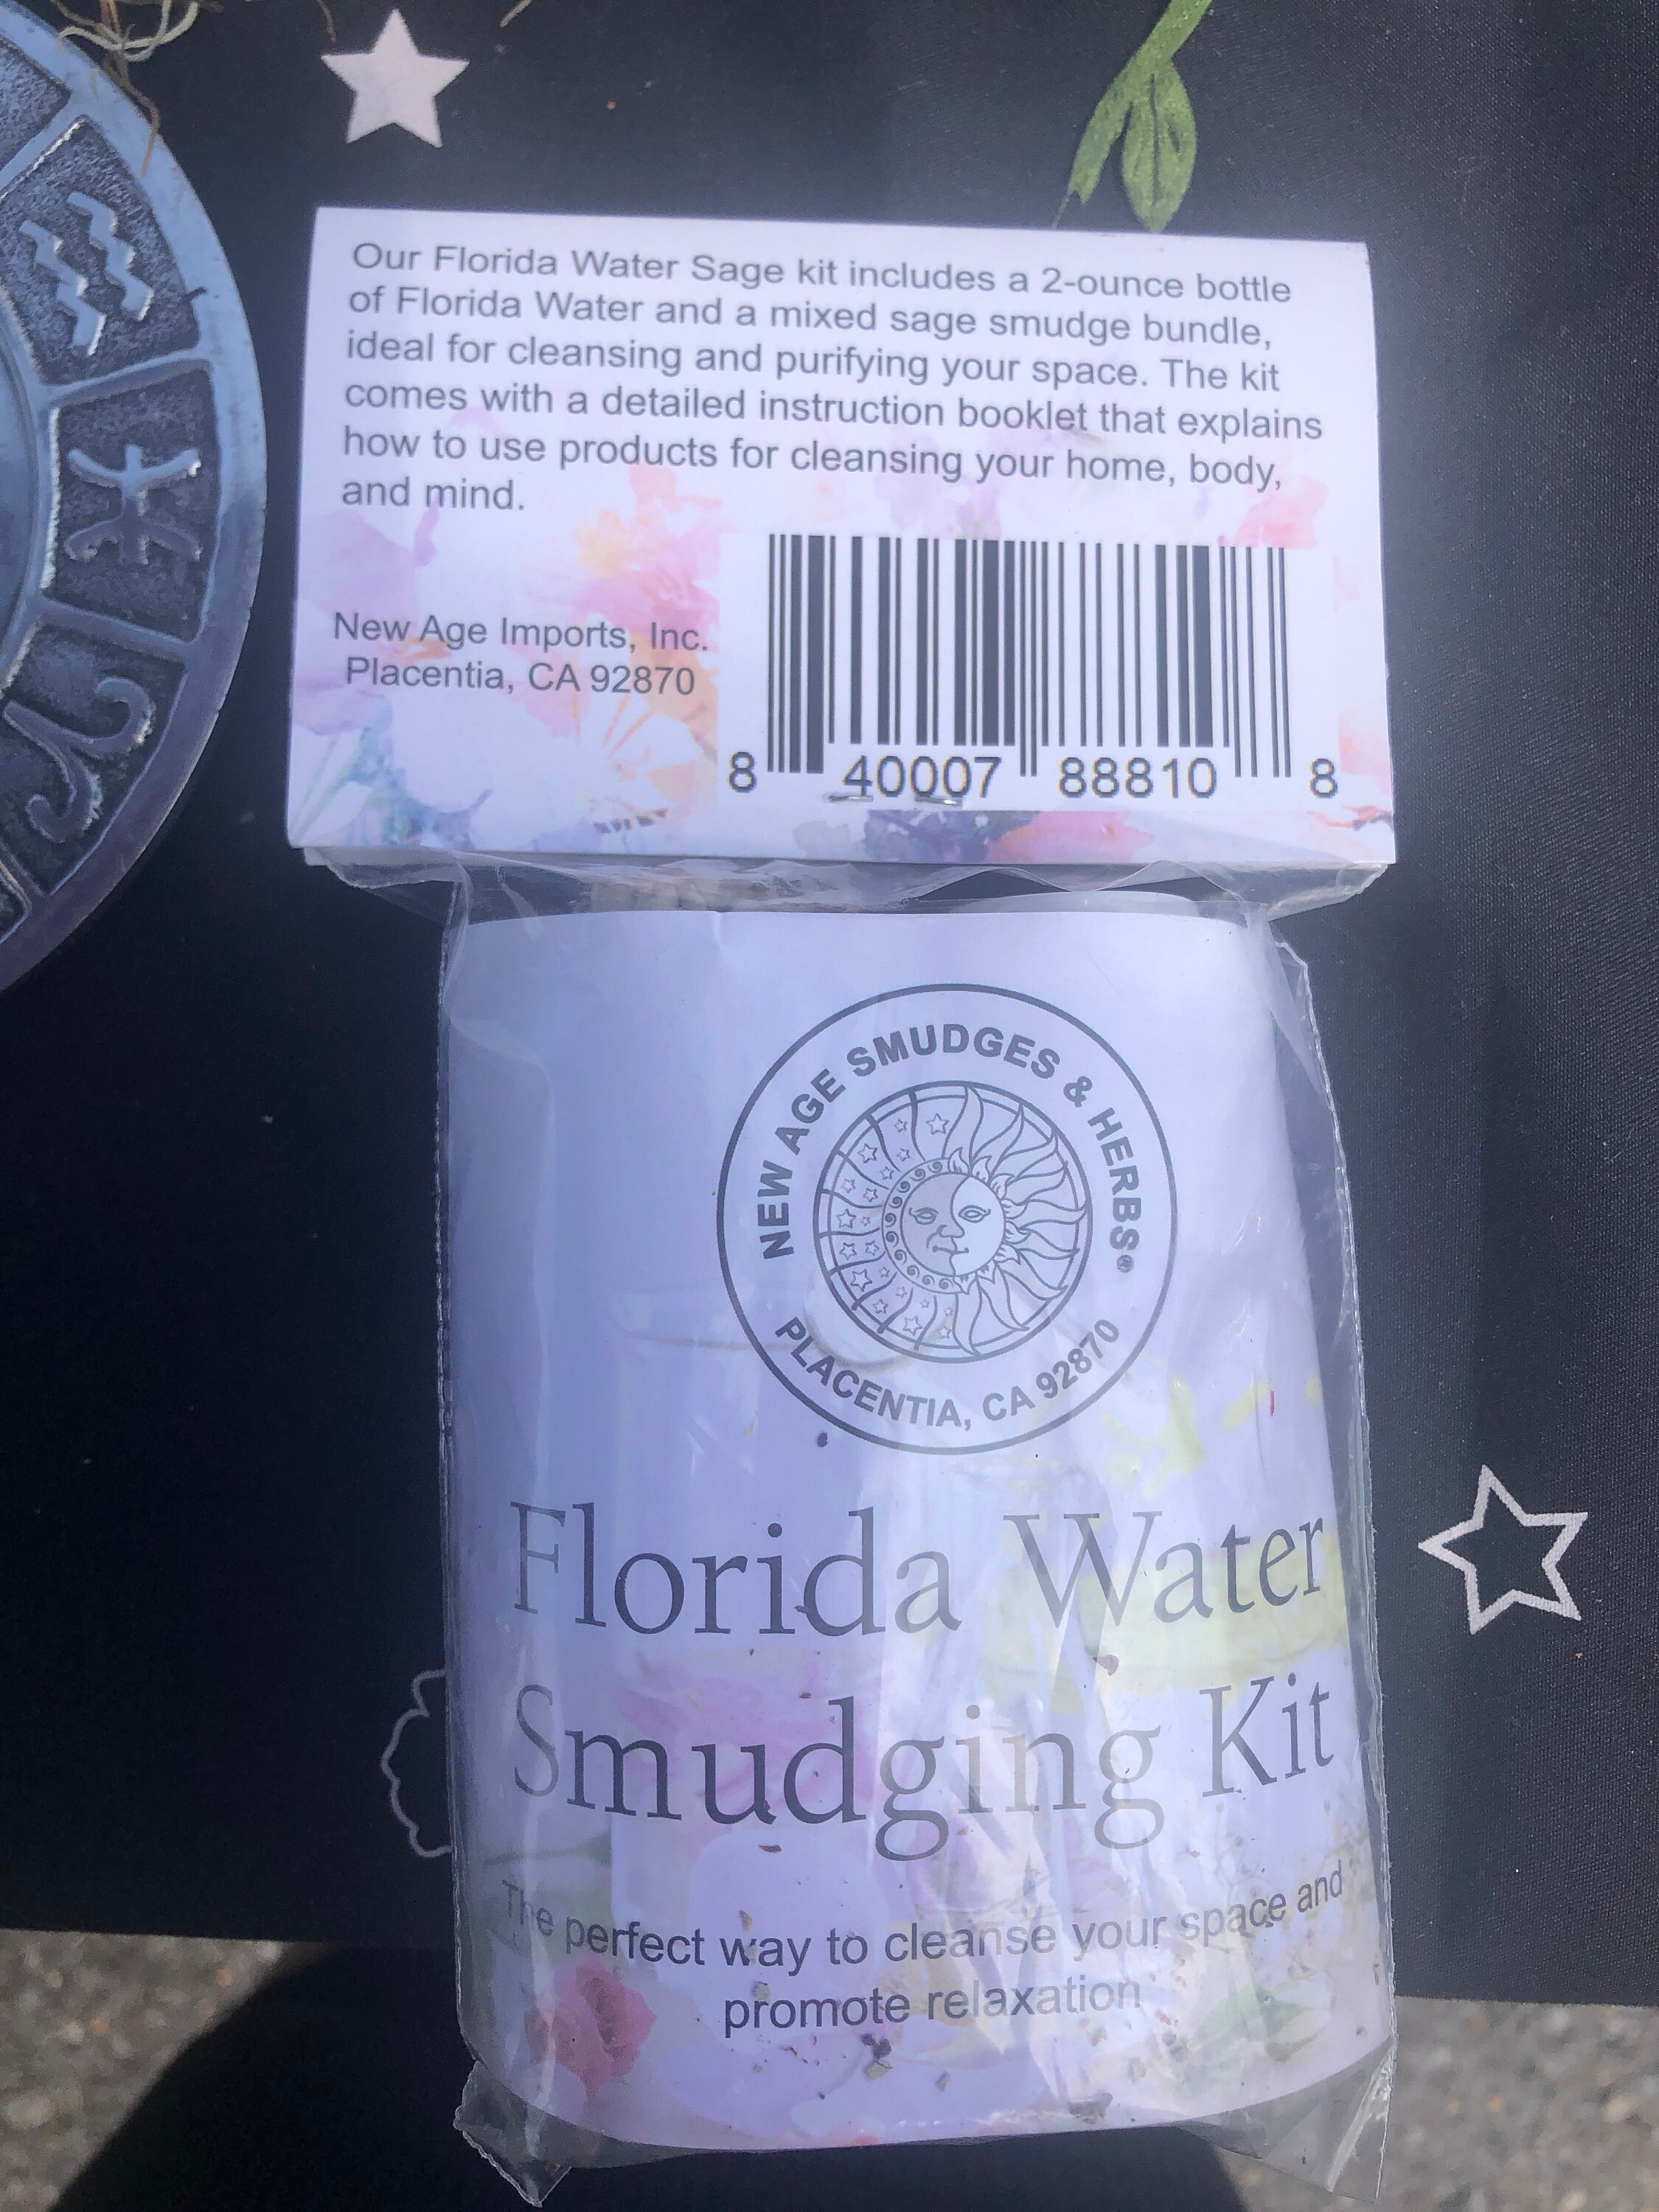 Our Florida Water Sage kit includes a 2-ounce bottle
of Florida Water and a mixed sage smudge bundle,
ideal for cleansing and purifying your space. The kit
comes with a detailed instruction booklet that explains
how to use products for cleansing your home, body,
and mind.
New Age Imports, Inc.
Placentia, CA 92870
8 40007 88810 8
NEW AGE SMUDGES & HERBS®
PLACENTIA, CA 92870
Florida Water
Smudging Kit
The perfect way to cleanse your space and
promote relaxation